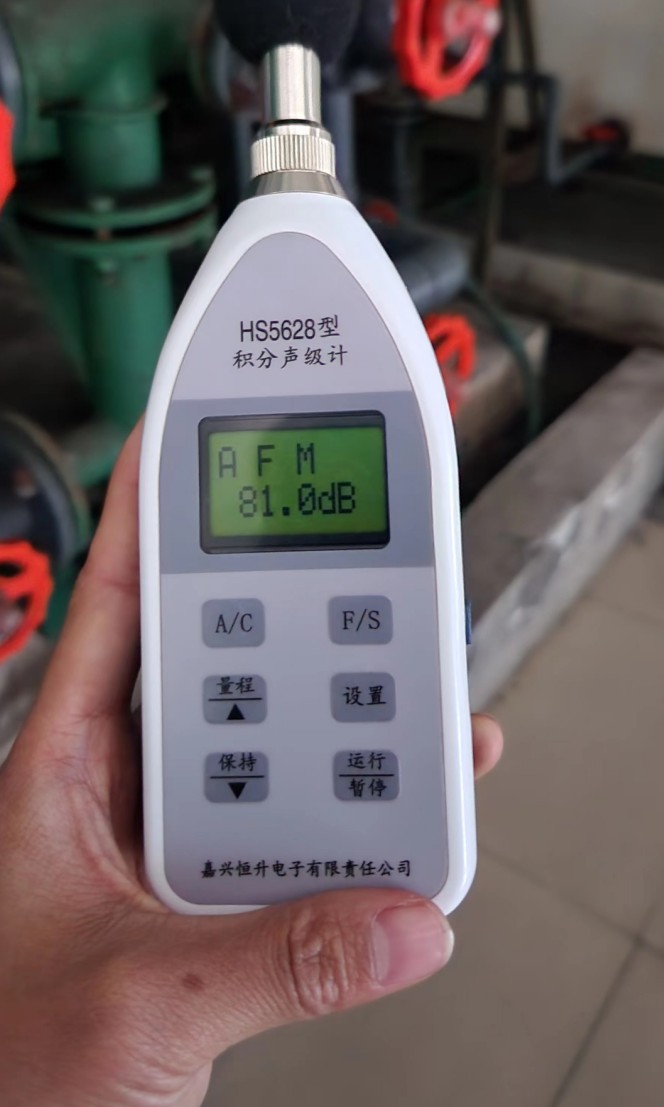 HS5628型
积分声级计
A F M
81.0dB
A/C
F/S
量程
▲
设置
保持
▼
运行
暂停
嘉兴恒升电子有限责任公司